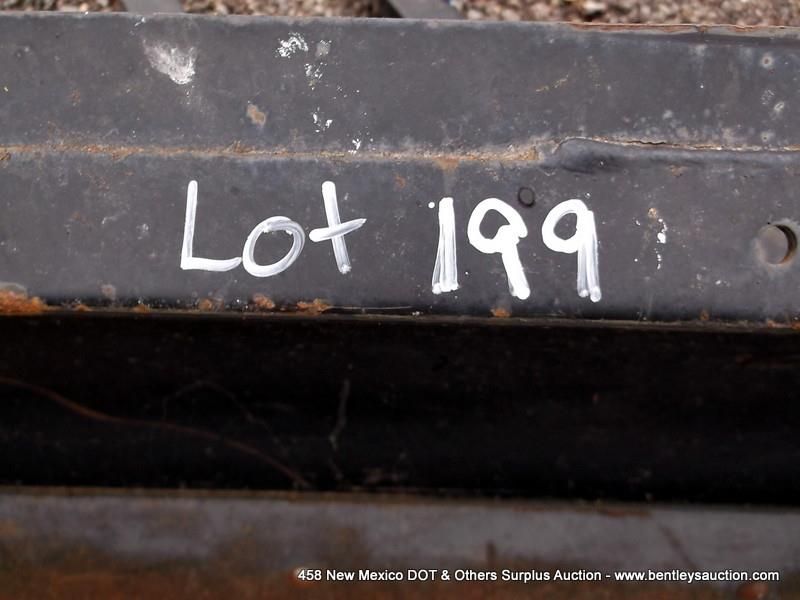 Lot 199
458 New Mexico DOT & Others Surplus Auction - www.bentleysauction.com